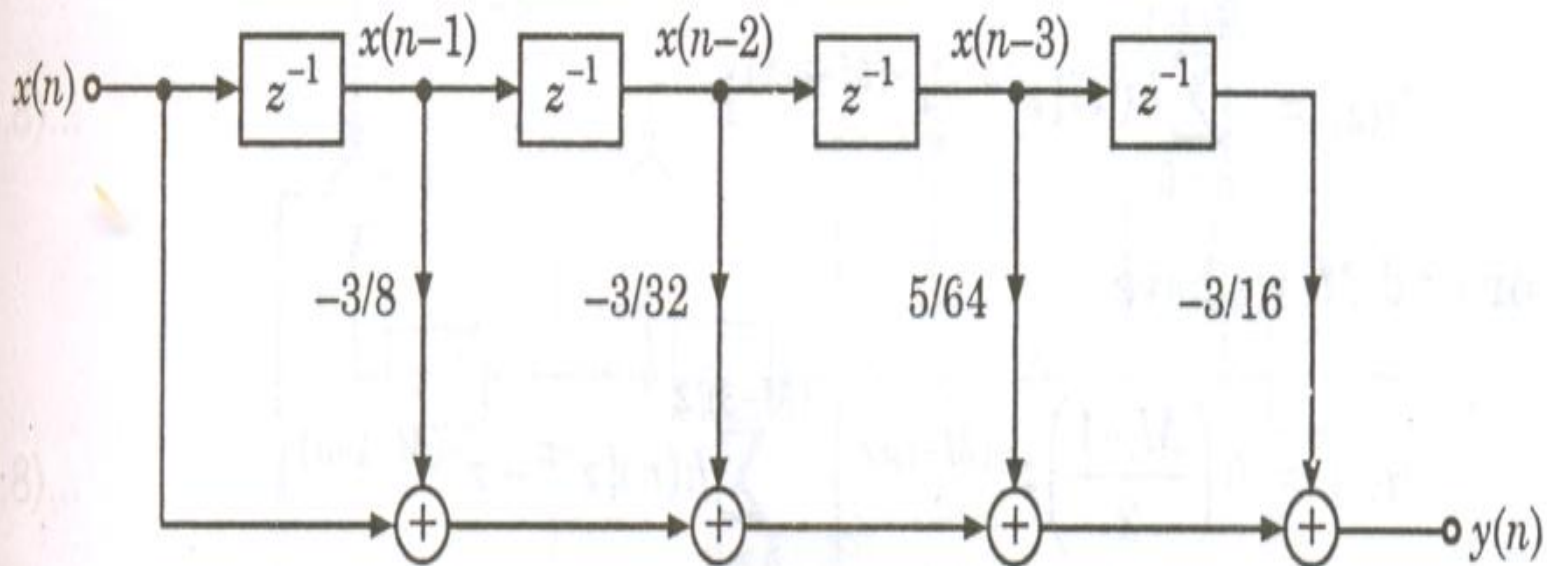 x(n-1) x(n-2) x(n-3)
x(n) z⁻¹ z⁻¹ z⁻¹ z⁻¹
-3/8 -3/32 5/64 -3/16
+ + + + y(n)